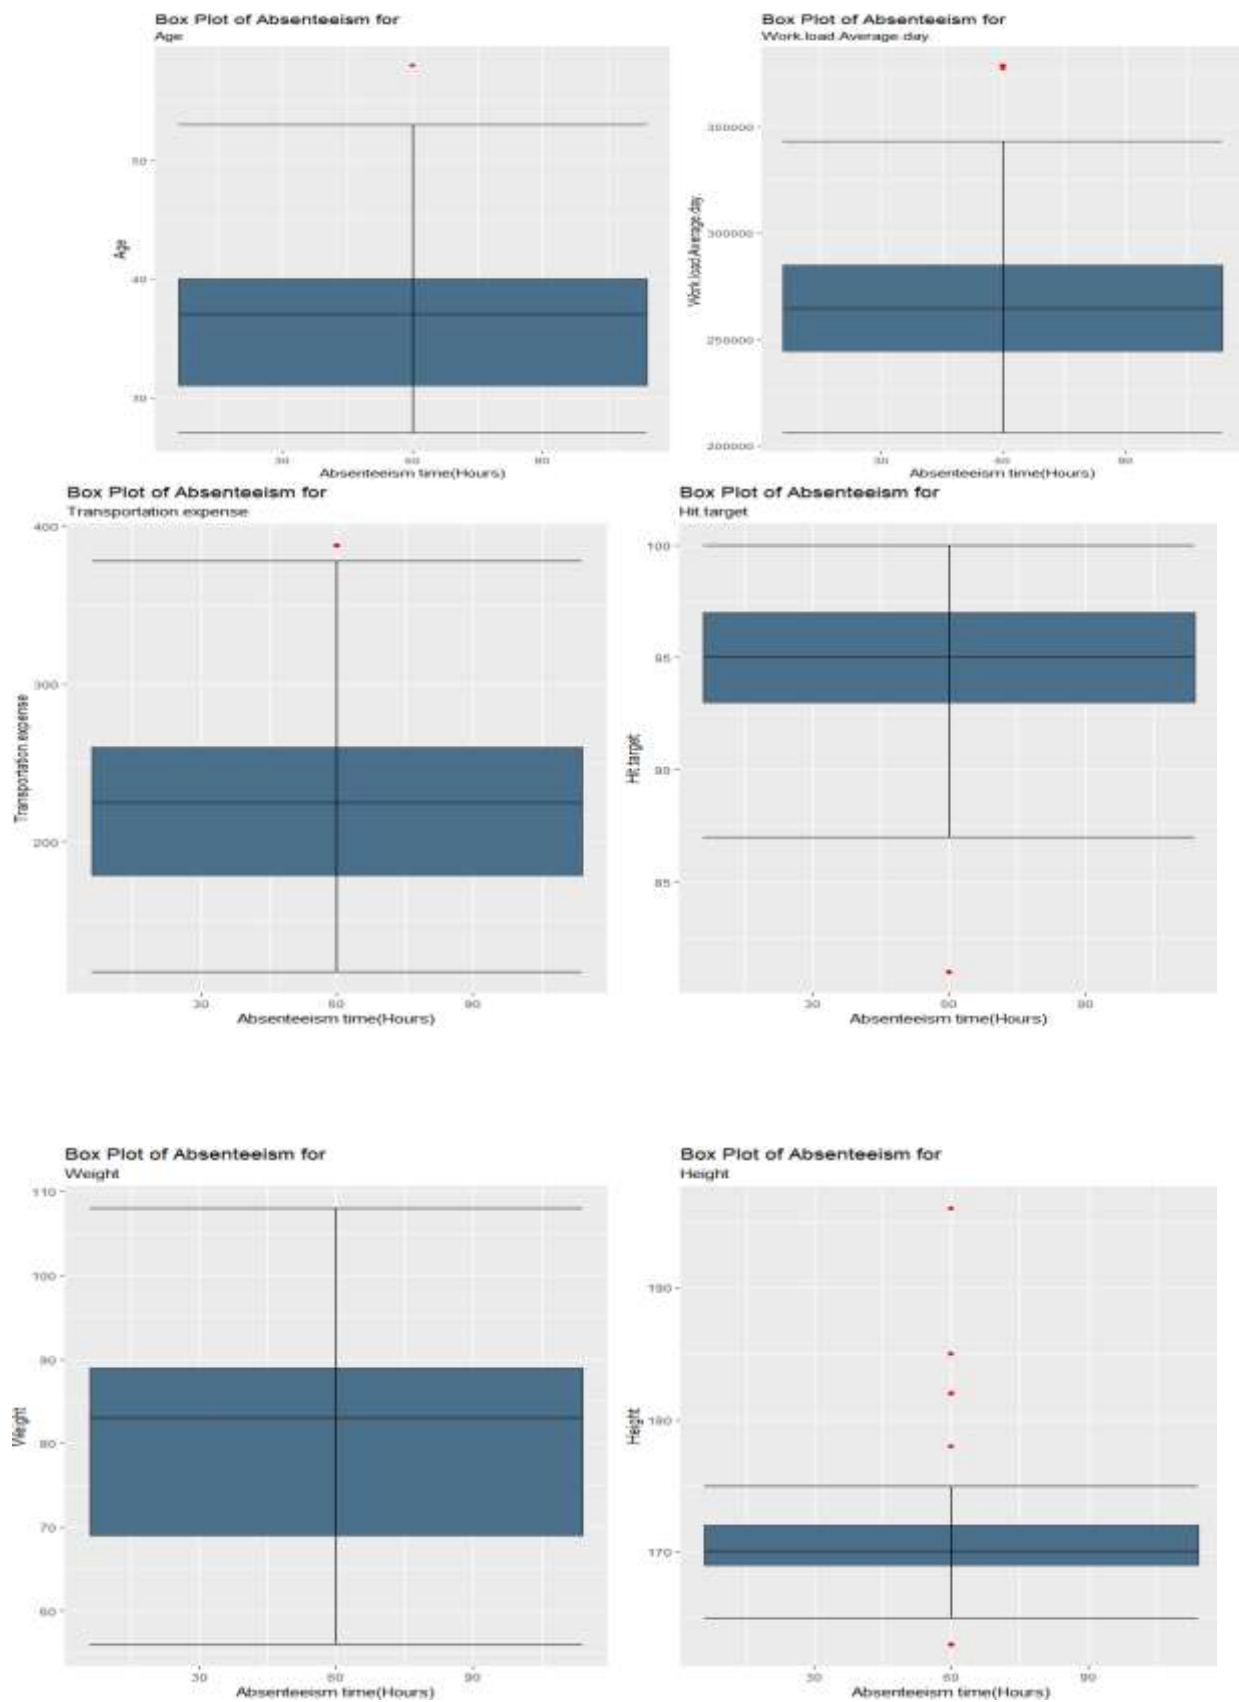 Box Plot of Absenteeism for
Age
50
40
30
Age
30 60 90
Absenteeism time(Hours)
Box Plot of Absenteeism for
Work.load.Average.day.
350000
300000
250000
200000
Work.load.Average.day.
30 60 90
Absenteeism time(Hours)
Box Plot of Absenteeism for
Transportation.expense
400
300
200
Transportation.expense
30 60 90
Absenteeism time(Hours)
Box Plot of Absenteeism for
Hit.target
100
95
90
85
Hit.target
30 60 90
Absenteeism time(Hours)
Box Plot of Absenteeism for
Weight
110
100
90
80
70
60
Weight
30 60 90
Absenteeism time(Hours)
Box Plot of Absenteeism for
Height
190
180
170
Height
30 60 90
Absenteeism time(Hours)